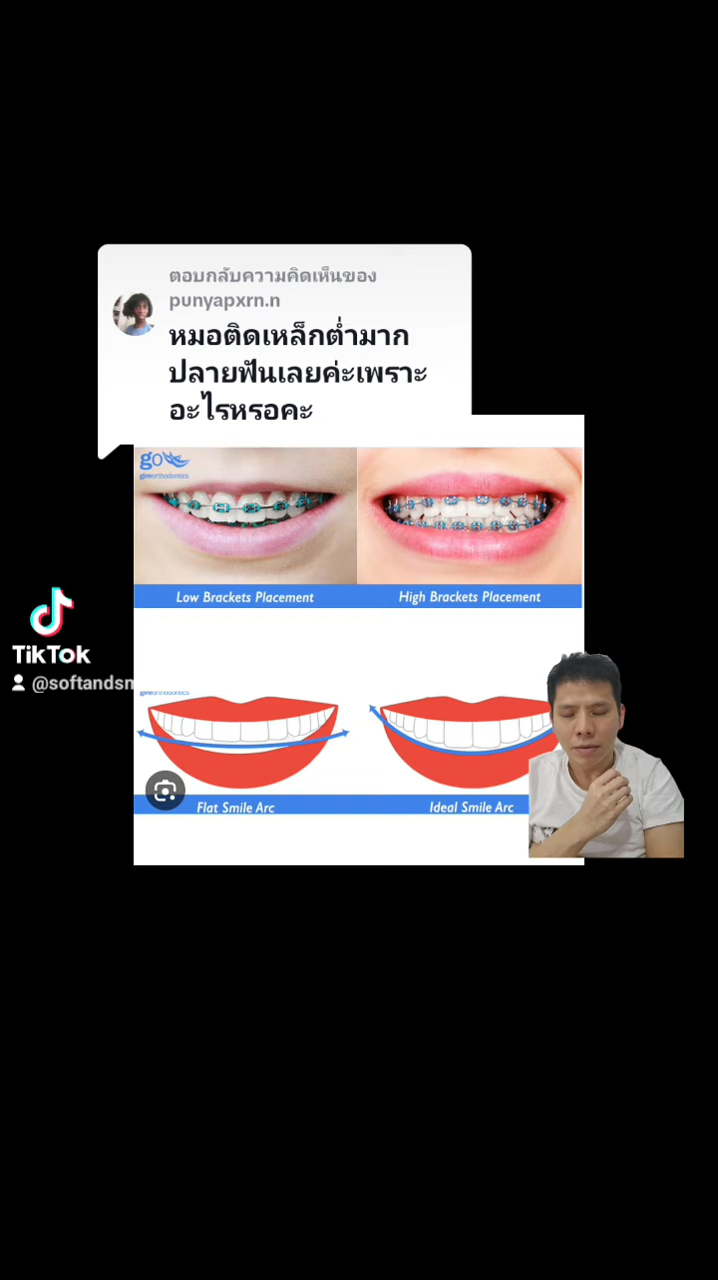 ตอบกลับความคิดเห็นของ
punyapxrn.n
หมอติดเหล็กต่ำมาก
ปลายฟันเลยค่ะเพราะ
อะไรหรอคะ
go
giveorthodontics
Low Brackets Placement
High Brackets Placement
TikTok
@softandsm
giveorthodontics
Flat Smile Arc
Ideal Smile Arc